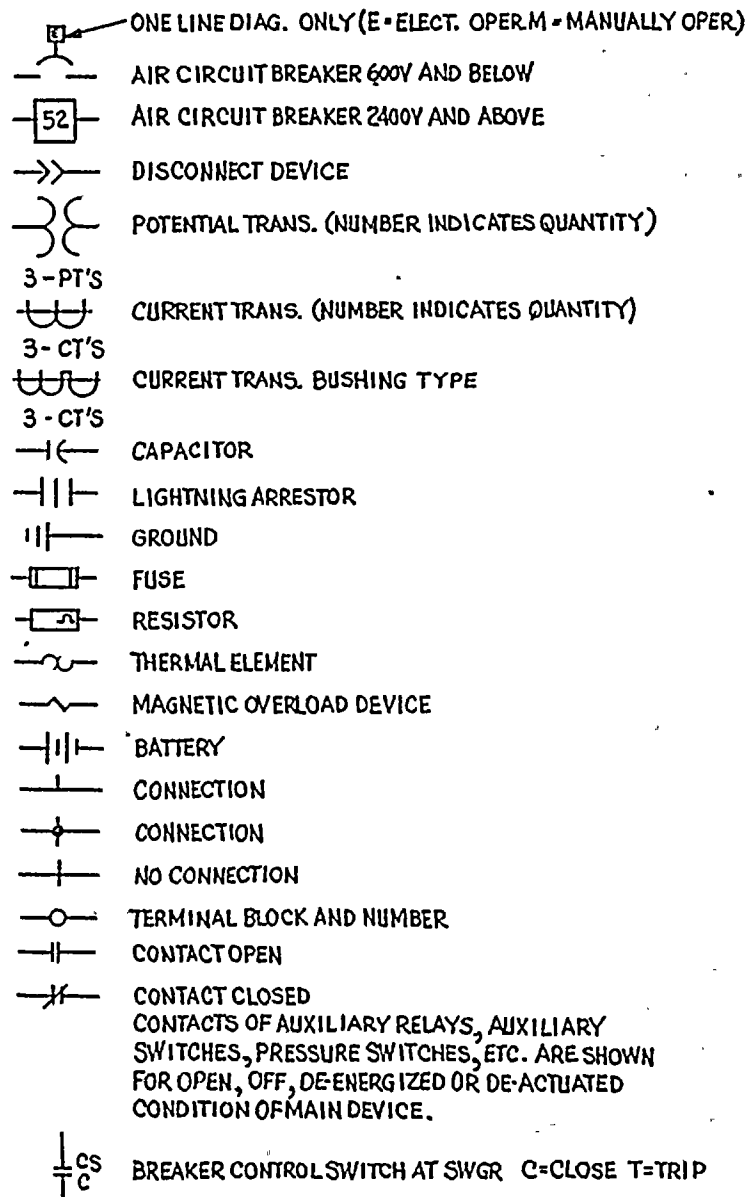 ONE LINE DIAG. ONLY (E=ELECT. OPER. M=MANUALLY OPER)
E
AIR CIRCUIT BREAKER 600V AND BELOW
52 AIR CIRCUIT BREAKER 2400V AND ABOVE
DISCONNECT DEVICE
POTENTIAL TRANS. (NUMBER INDICATES QUANTITY)
3-PT'S
CURRENT TRANS. (NUMBER INDICATES QUANTITY)
3-CT'S
CURRENT TRANS. BUSHING TYPE
3-CT'S
CAPACITOR
LIGHTNING ARRESTOR
GROUND
FUSE
RESISTOR
THERMAL ELEMENT
MAGNETIC OVERLOAD DEVICE
BATTERY
CONNECTION
CONNECTION
NO CONNECTION
TERMINAL BLOCK AND NUMBER
CONTACT OPEN
CONTACT CLOSED
CONTACTS OF AUXILIARY RELAYS, AUXILIARY
SWITCHES, PRESSURE SWITCHES, ETC. ARE SHOWN
FOR OPEN, OFF, DE-ENERGIZED OR DE-ACTUATED
CONDITION OF MAIN DEVICE.
CS
C BREAKER CONTROL SWITCH AT SWGR C=CLOSE T=TRIP